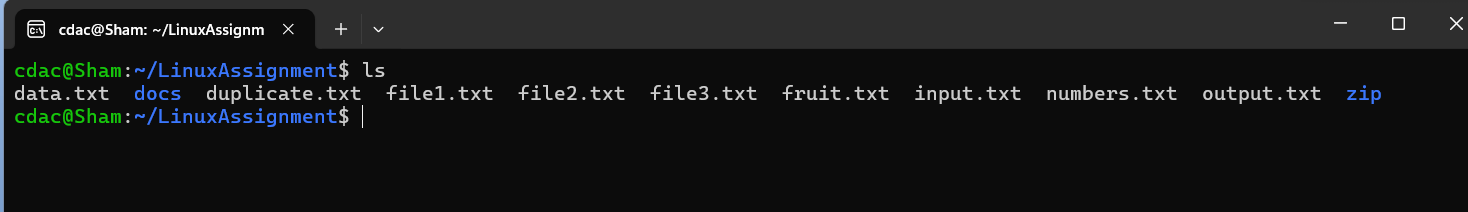 cdac@Sham: ~/LinuxAssignm
cdac@Sham:~/LinuxAssignment$ ls
data.txt  docs  duplicate.txt  file1.txt  file2.txt  file3.txt  fruit.txt  input.txt  numbers.txt  output.txt  zip
cdac@Sham:~/LinuxAssignment$